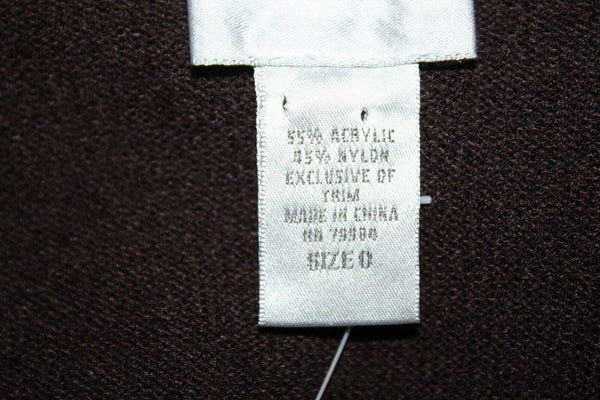 55% ACRYLIC
45% NYLON
EXCLUSIVE OF
TRIM
MADE IN CHINA
RN 79984
SIZE 0